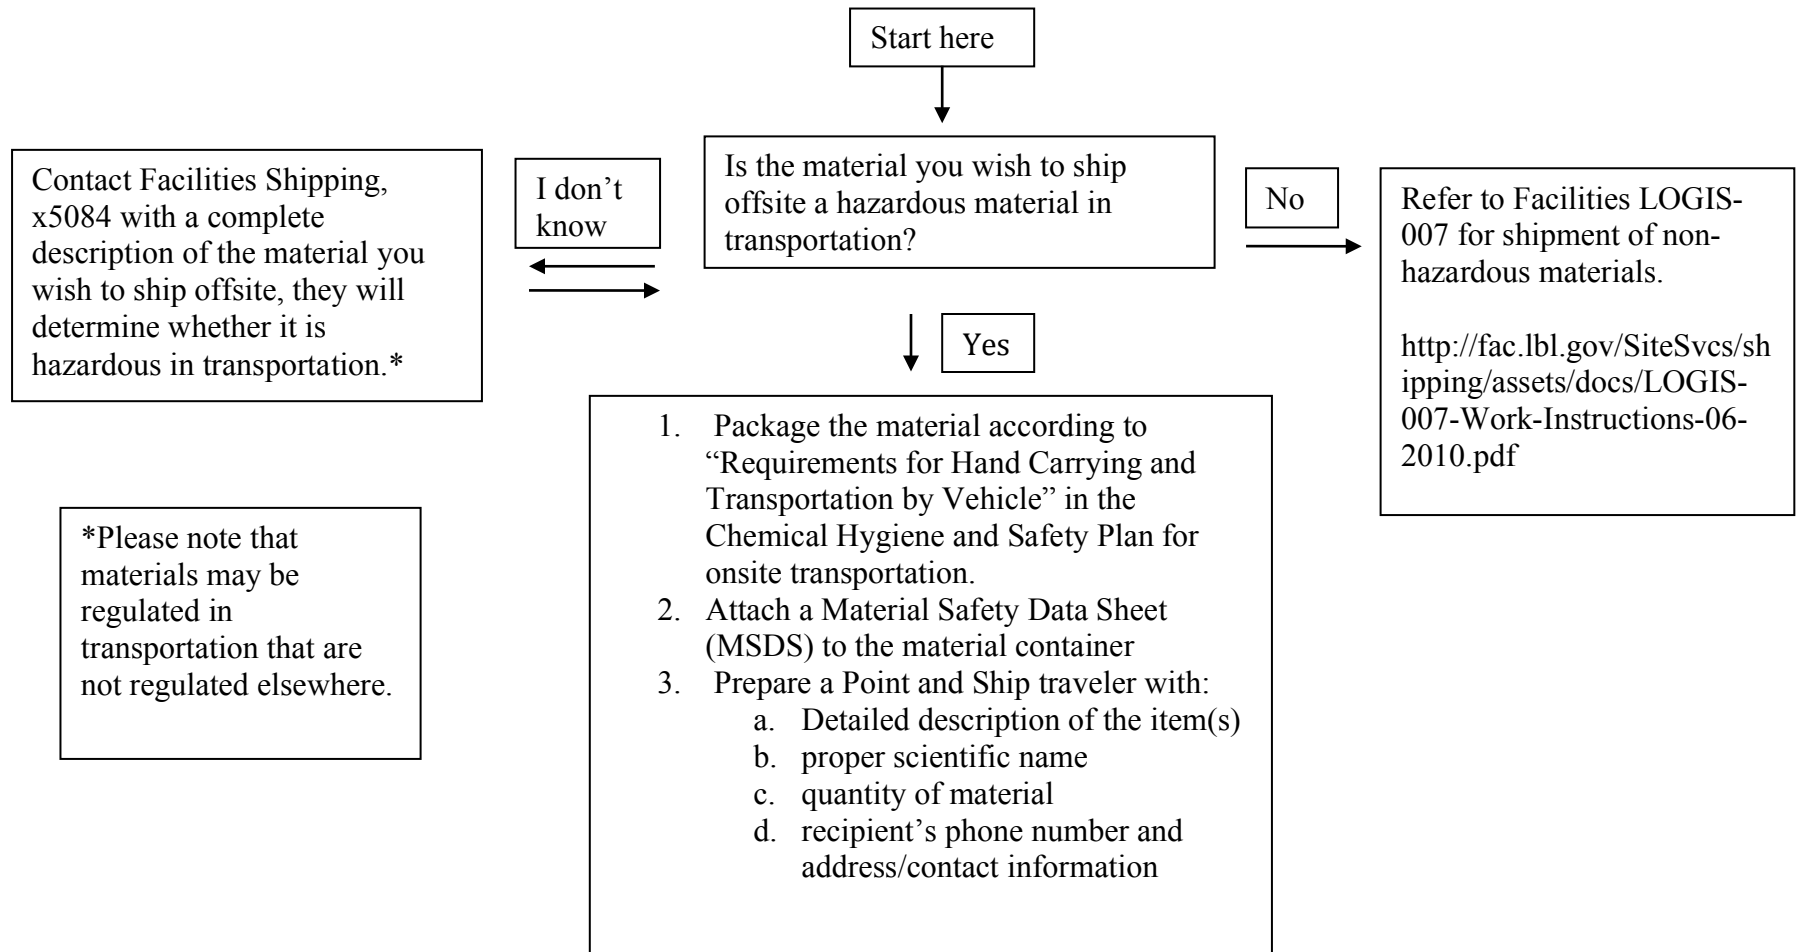 Start here
Is the material you wish to ship
offsite a hazardous material in
transportation?
I don’t
know
Contact Facilities Shipping,
x5084 with a complete
description of the material you
wish to ship offsite, they will
determine whether it is
hazardous in transportation.*
No
Refer to Facilities LOGIS-
007 for shipment of non-
hazardous materials.
http://fac.lbl.gov/SiteSvcs/sh
ipping/assets/docs/LOGIS-
007-Work-Instructions-06-
2010.pdf
Yes
1. Package the material according to
“Requirements for Hand Carrying and
Transportation by Vehicle” in the
Chemical Hygiene and Safety Plan for
onsite transportation.
2. Attach a Material Safety Data Sheet
(MSDS) to the material container
3. Prepare a Point and Ship traveler with:
a. Detailed description of the item(s)
b. proper scientific name
c. quantity of material
d. recipient’s phone number and
address/contact information
*Please note that
materials may be
regulated in
transportation that are
not regulated elsewhere.